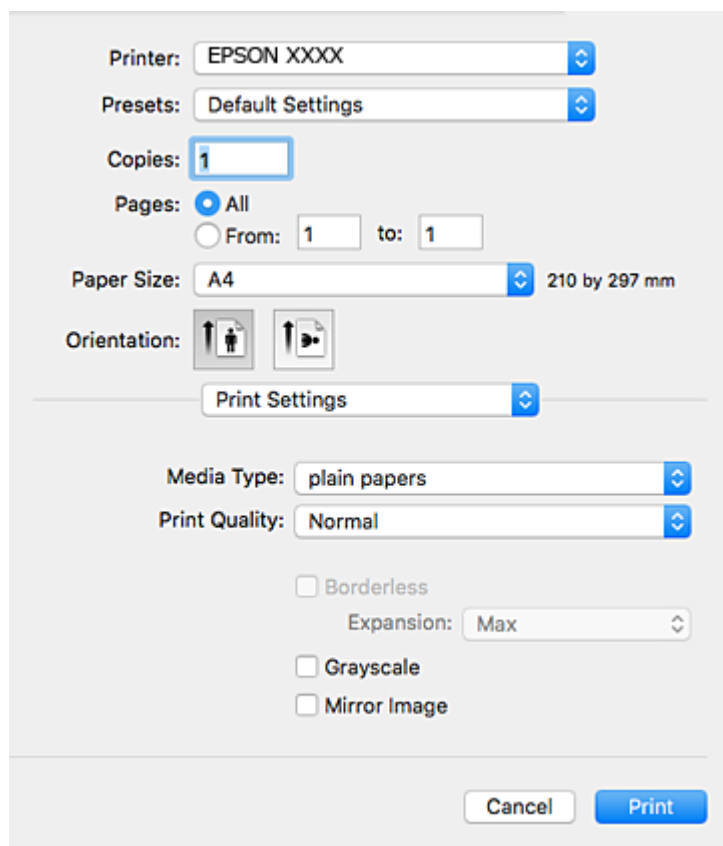 Printer: EPSON XXXX
Presets: Default Settings
Copies: 1
Pages: All
From: 1 to: 1
Paper Size: A4 210 by 297 mm
Orientation:
Print Settings
Media Type: plain papers
Print Quality: Normal
Borderless
Expansion: Max
Grayscale
Mirror Image
Cancel Print